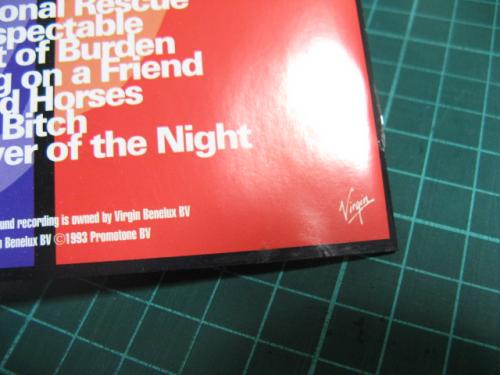 onal Rescue
spectable
t of Burden
g on a Friend
d Horses
Bitch
er of the Night
und recording is owned by Virgin Benelux BV
n Benelux BV ©1993 Promotone BV
Virgin